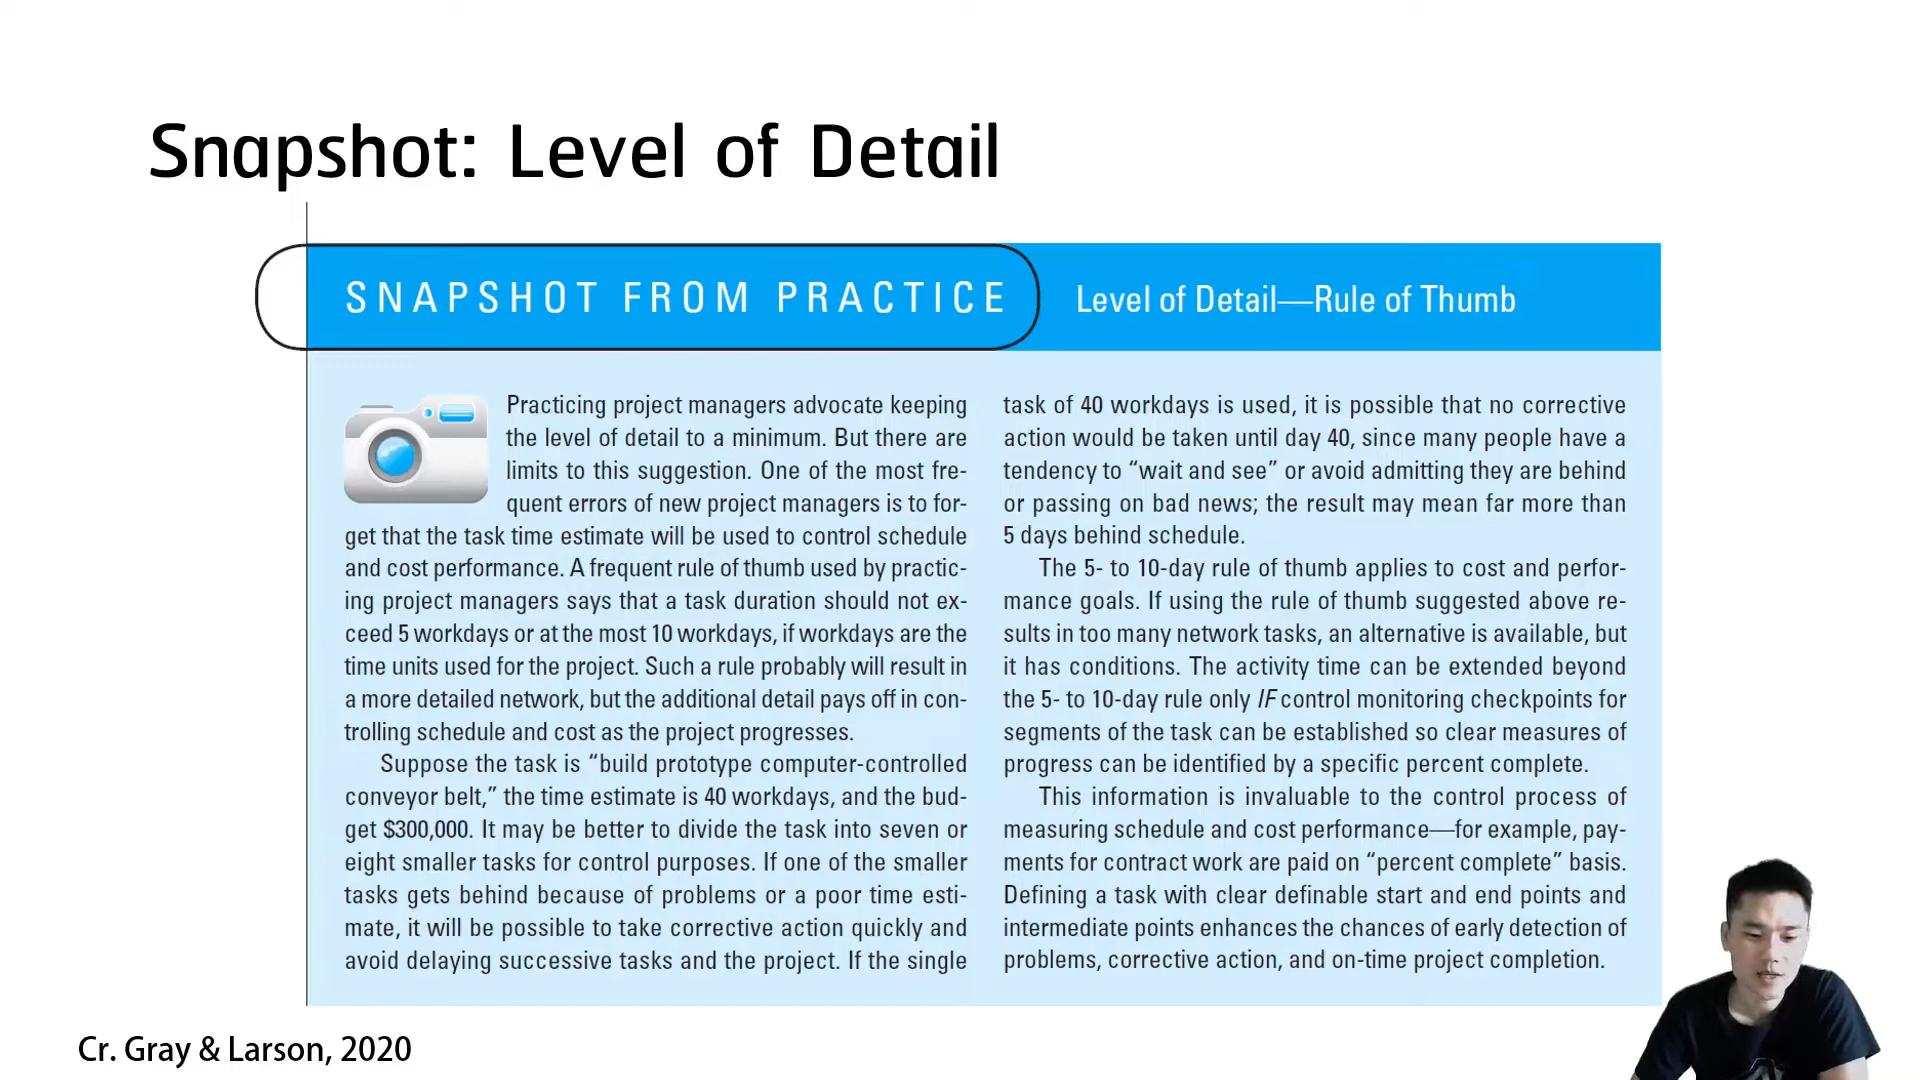 Snapshot: Level of Detail
SNAPSHOT FROM PRACTICE
Level of Detail—Rule of Thumb
Practicing project managers advocate keeping
the level of detail to a minimum. But there are
limits to this suggestion. One of the most fre-
quent errors of new project managers is to for-
get that the task time estimate will be used to control schedule
and cost performance. A frequent rule of thumb used by practic-
ing project managers says that a task duration should not ex-
ceed 5 workdays or at the most 10 workdays, if workdays are the
time units used for the project. Such a rule probably will result in
a more detailed network, but the additional detail pays off in con-
trolling schedule and cost as the project progresses.
Suppose the task is “build prototype computer-controlled
conveyor belt,” the time estimate is 40 workdays, and the bud-
get $300,000. It may be better to divide the task into seven or
eight smaller tasks for control purposes. If one of the smaller
tasks gets behind because of problems or a poor time esti-
mate, it will be possible to take corrective action quickly and
avoid delaying successive tasks and the project. If the single
task of 40 workdays is used, it is possible that no corrective
action would be taken until day 40, since many people have a
tendency to “wait and see” or avoid admitting they are behind
or passing on bad news; the result may mean far more than
5 days behind schedule.
The 5- to 10-day rule of thumb applies to cost and perfor-
mance goals. If using the rule of thumb suggested above re-
sults in too many network tasks, an alternative is available, but
it has conditions. The activity time can be extended beyond
the 5- to 10-day rule only IF control monitoring checkpoints for
segments of the task can be established so clear measures of
progress can be identified by a specific percent complete.
This information is invaluable to the control process of
measuring schedule and cost performance—for example, pay-
ments for contract work are paid on “percent complete” basis.
Defining a task with clear definable start and end points and
intermediate points enhances the chances of early detection of
problems, corrective action, and on-time project completion.
Cr. Gray & Larson, 2020